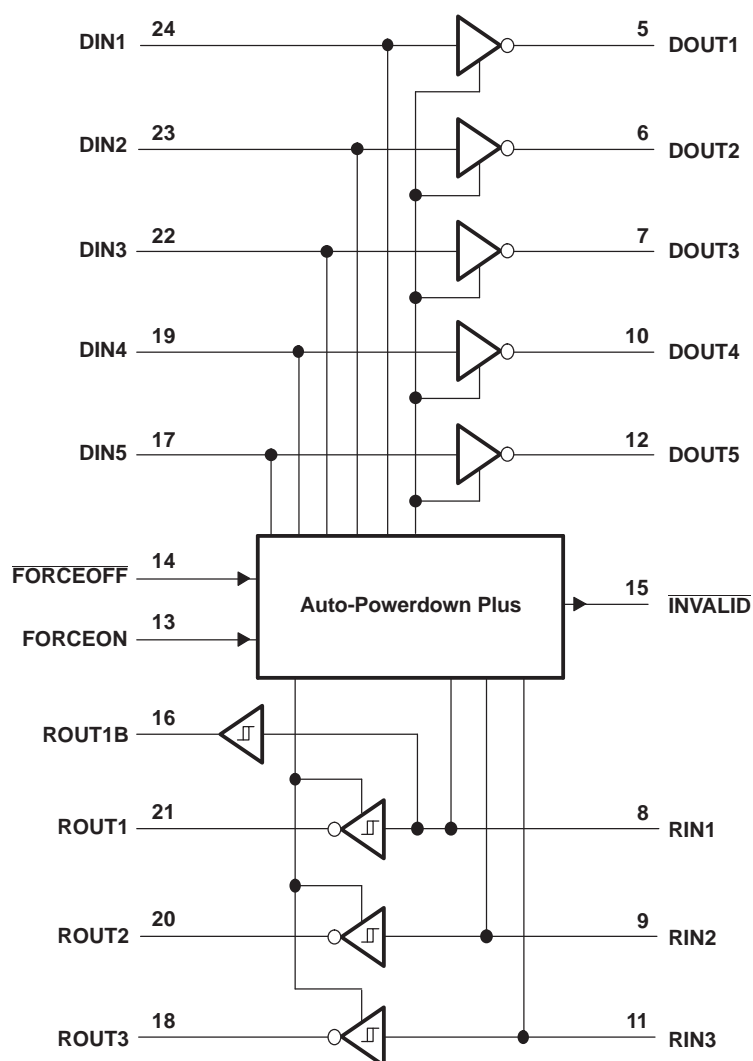 DIN1 24 5 DOUT1
DIN2 23 6 DOUT2
DIN3 22 7 DOUT3
DIN4 19 10 DOUT4
DIN5 17 12 DOUT5
FORCEOFF 14
Auto-Powerdown Plus
15 INVALID
FORCEON 13
ROUT1B 16
ROUT1 21 8 RIN1
ROUT2 20 9 RIN2
ROUT3 18 11 RIN3